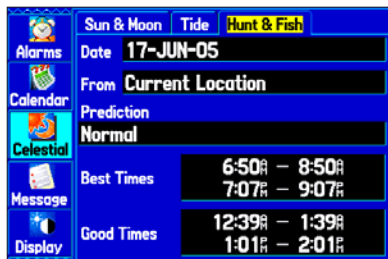 Sun & Moon Tide Hunt & Fish
Alarms
Date 17-JUN-05
From Current Location
Calendar
Prediction
Normal
Celestial
Best Times
6:50A – 8:50A
7:07P – 9:07P
Message
Good Times
12:39A – 1:39A
1:01P – 2:01P
Display